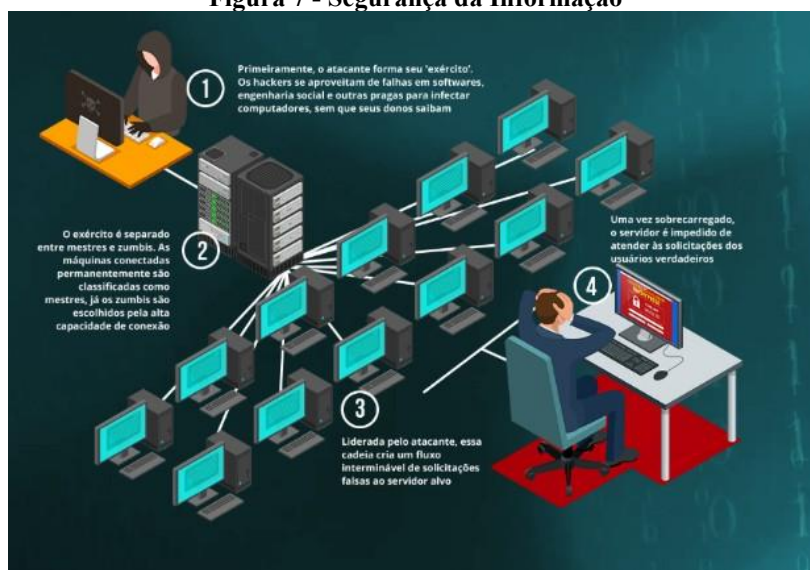 Figura 7 - Segurança da Informação
1
Primeiramente, o atacante forma seu 'exército'.
Os hackers se aproveitam de falhas em softwares,
engenharia social e outras pragas para infectar
computadores, sem que seus donos saibam
2
O exército é separado
entre mestres e zumbis. As
máquinas conectadas
permanentemente são
classificadas como
mestres, já os zumbis são
escolhidos pela alta
capacidade de conexão
3
Liderada pelo atacante, essa
cadeia cria um fluxo
interminável de solicitações
falsas ao servidor alvo
Uma vez sobrecarregado,
o servidor é impedido de
atender às solicitações dos
usuários verdadeiros
4